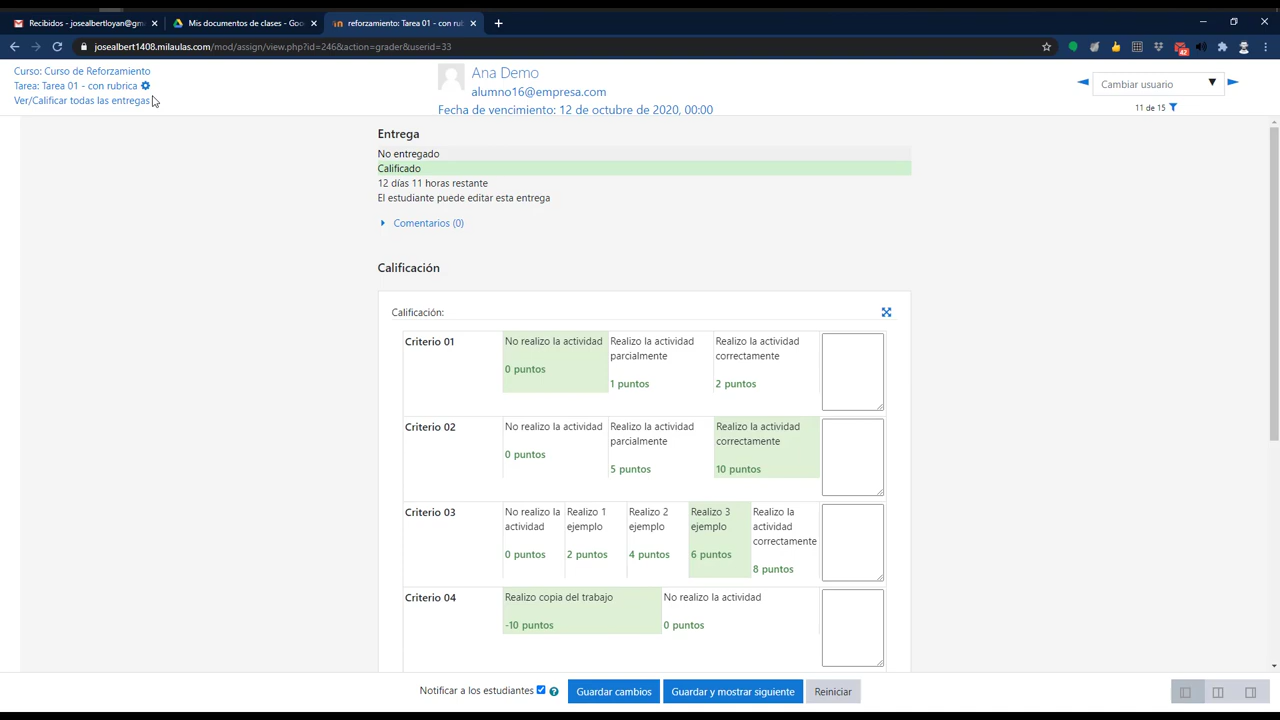 Recibidos - josealbertloyan@gm
Mis documentos de clases - Goo
reforzamiento: Tarea 01 - con rub
josealbert1408.milaulas.com/mod/assign/view.php?id=246&action=grader&userid=33
42
Curso: Curso de Reforzamiento
Tarea: Tarea 01 - con rubrica
Ver/Calificar todas las entregas
Ana Demo
alumno16@empresa.com
Fecha de vencimiento: 12 de octubre de 2020, 00:00
Cambiar usuario
11 de 15
Entrega
No entregado
Calificado
12 días 11 horas restante
El estudiante puede editar esta entrega
Comentarios (0)
Calificación
Calificación:
Criterio 01
No realizo la actividad
0 puntos
Realizo la actividad
parcialmente
1 puntos
Realizo la actividad
correctamente
2 puntos
Criterio 02
No realizo la actividad
0 puntos
Realizo la actividad
parcialmente
5 puntos
Realizo la actividad
correctamente
10 puntos
Criterio 03
No realizo la
actividad
0 puntos
Realizo 1
ejemplo
2 puntos
Realizo 2
ejemplo
4 puntos
Realizo 3
ejemplo
6 puntos
Realizo la
actividad
correctamente
8 puntos
Criterio 04
Realizo copia del trabajo
-10 puntos
No realizo la actividad
0 puntos
Notificar a los estudiantes
Guardar cambios
Guardar y mostrar siguiente
Reiniciar